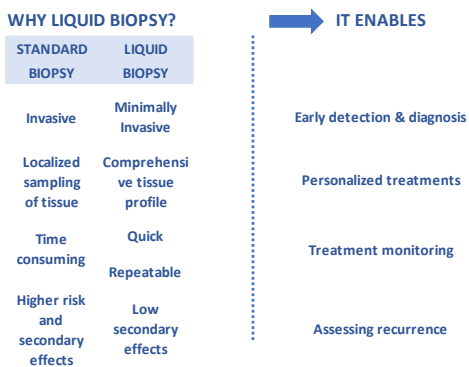 WHY LIQUID BIOPSY?
IT ENABLES
STANDARD
BIOPSY
LIQUID
BIOPSY
Invasive
Minimally
Invasive
Early detection & diagnosis
Localized
sampling
of tissue
Comprehensi
ve tissue
profile
Personalized treatments
Time
consuming
Quick
Repeatable
Treatment monitoring
Higher risk
and
secondary
effects
Low
secondary
effects
Assessing recurrence